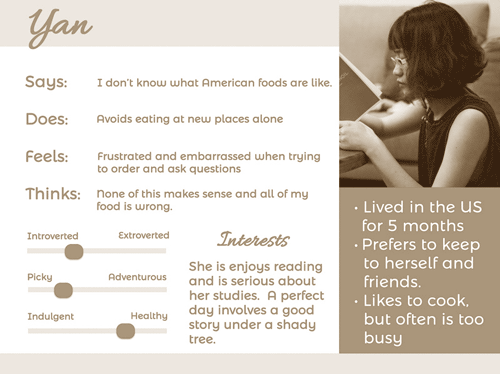 Yan
Says: I don't know what American foods are like.
Does: Avoids eating at new places alone
Feels: Frustrated and embarrassed when trying
to order and ask questions
Thinks: None of this makes sense and all of my
food is wrong.
Introverted Extroverted
Picky Adventurous
Indulgent Healthy
Interests
She is enjoys reading
and is serious about
her studies. A perfect
day involves a good
story under a shady
tree.
• Lived in the US
for 5 months
• Prefers to keep
to herself and
friends.
• Likes to cook,
but often is too
busy